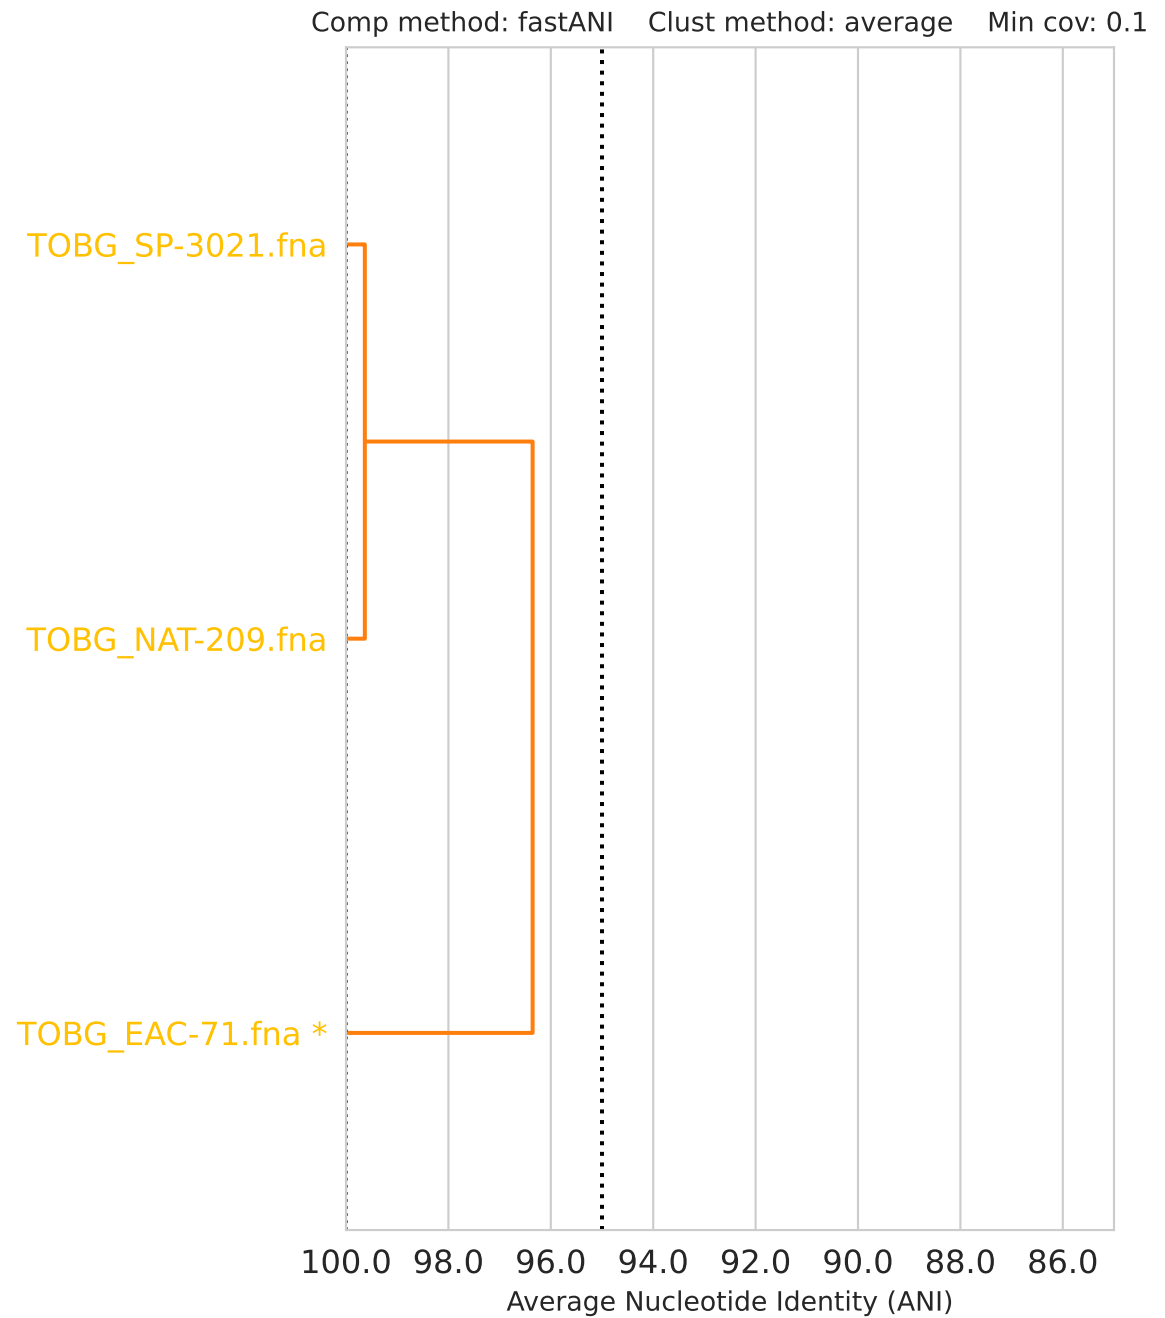 Comp method: fastANI    Clust method: average    Min cov: 0.1
TOBG_SP-3021.fna
TOBG_NAT-209.fna
TOBG_EAC-71.fna *
100.0 98.0 96.0 94.0 92.0 90.0 88.0 86.0
Average Nucleotide Identity (ANI)